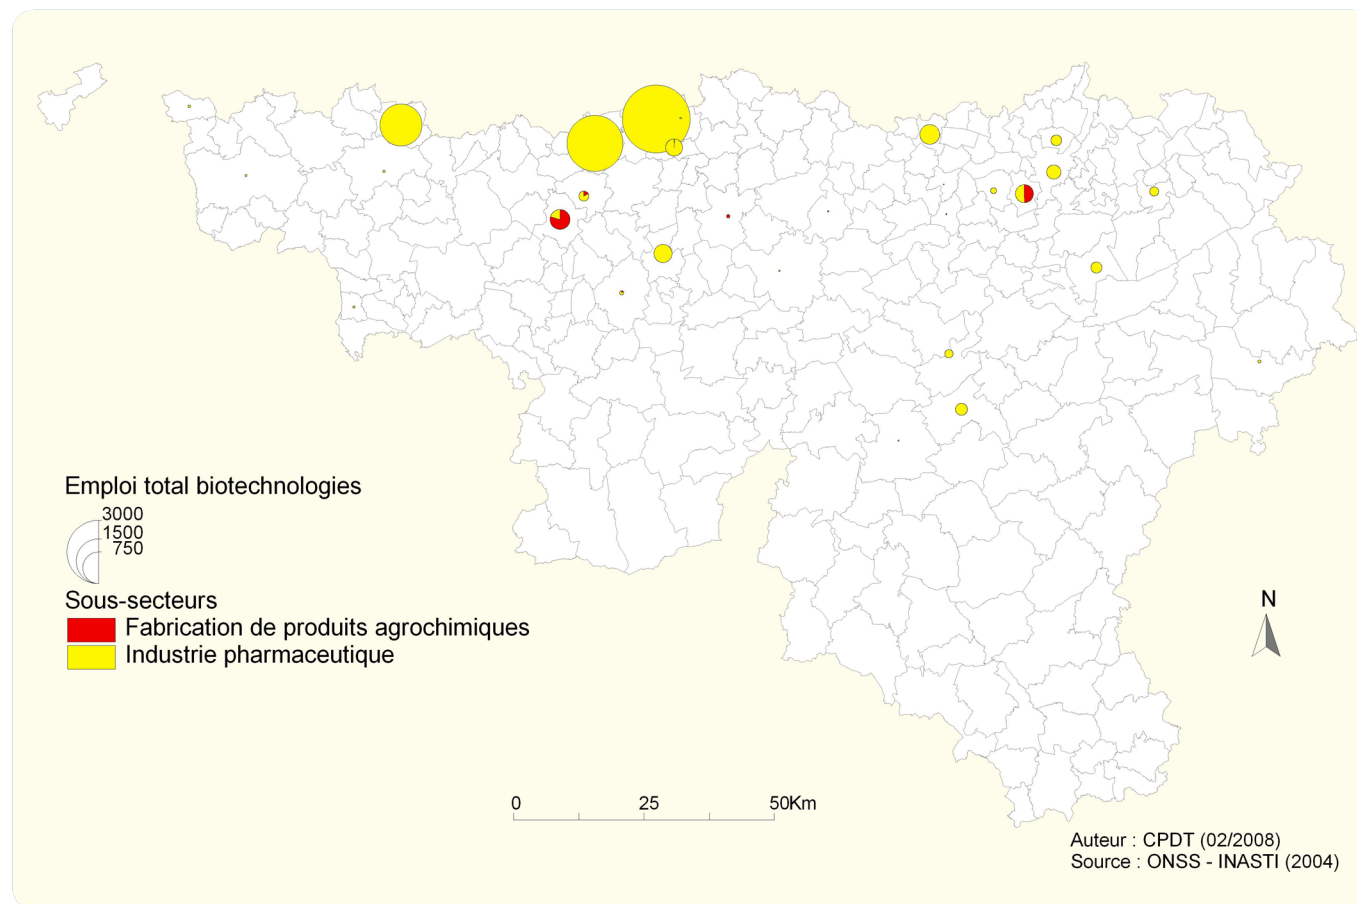 Emploi total biotechnologies
3000
1500
750
Sous-secteurs
Fabrication de produits agrochimiques
Industrie pharmaceutique
N
0 25 50Km
Auteur : CPDT (02/2008)
Source : ONSS - INASTI (2004)